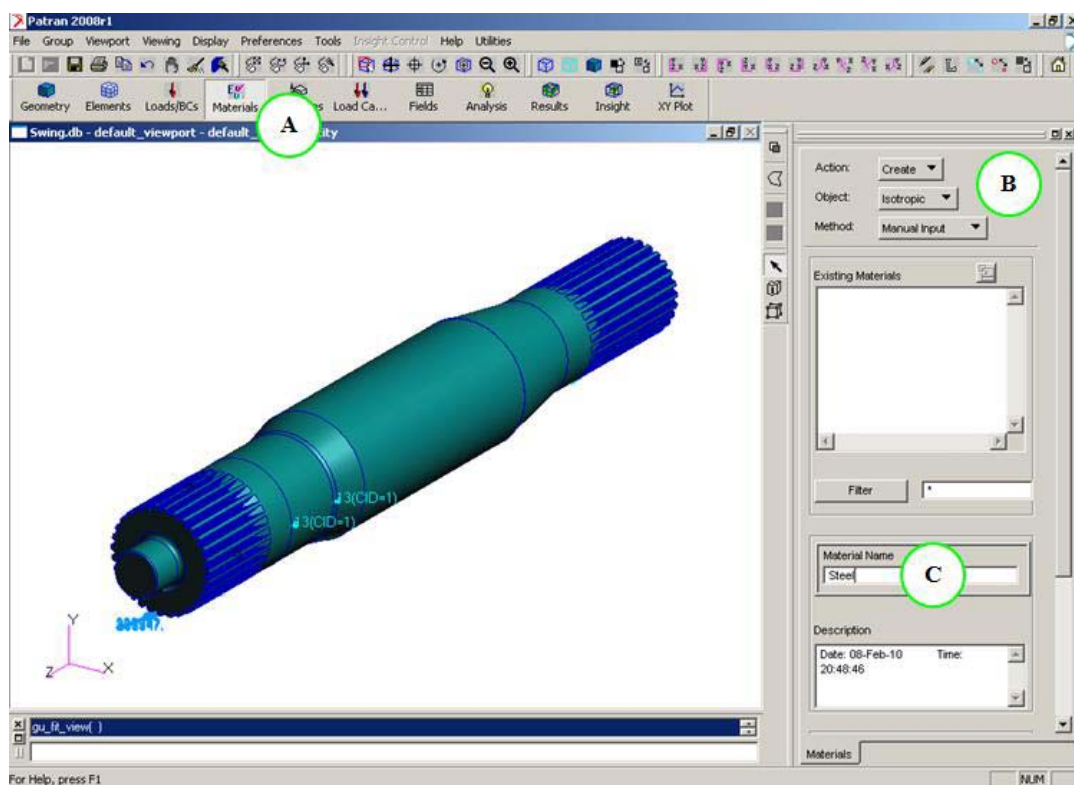 Patran 2008r1
File Group Viewport Viewing Display Preferences Tools Insight Control Help Utilities
Geometry Elements Loads/BCs Materials Load Ca... Fields Analysis Results Insight XY Plot
A
Swing.db - default_viewport - default_
Action: Create
B
Object: Isotropic
Method: Manual Input
Existing Materials
Filter *
13(CID=1)
13(CID=1)
Material Name
Steel
C
Description
Date: 08-Feb-10 Time:
20:48:46
Y
Z X
gu_fit_view( )
Materials
For Help, press F1 NUM